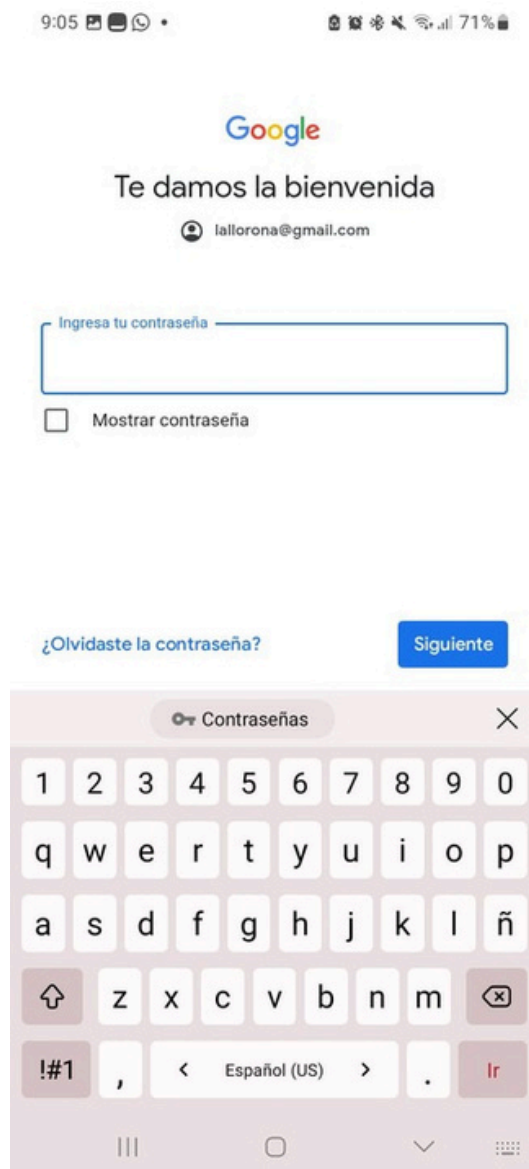 9:05 71%
Google
Te damos la bienvenida
lallorona@gmail.com
Ingresa tu contraseña
Mostrar contraseña
¿Olvidaste la contraseña? Siguiente
Contraseñas
1 2 3 4 5 6 7 8 9 0
q w e r t y u i o p
a s d f g h j k l ñ
z x c v b n m
!#1 , < Español (US) > . Ir